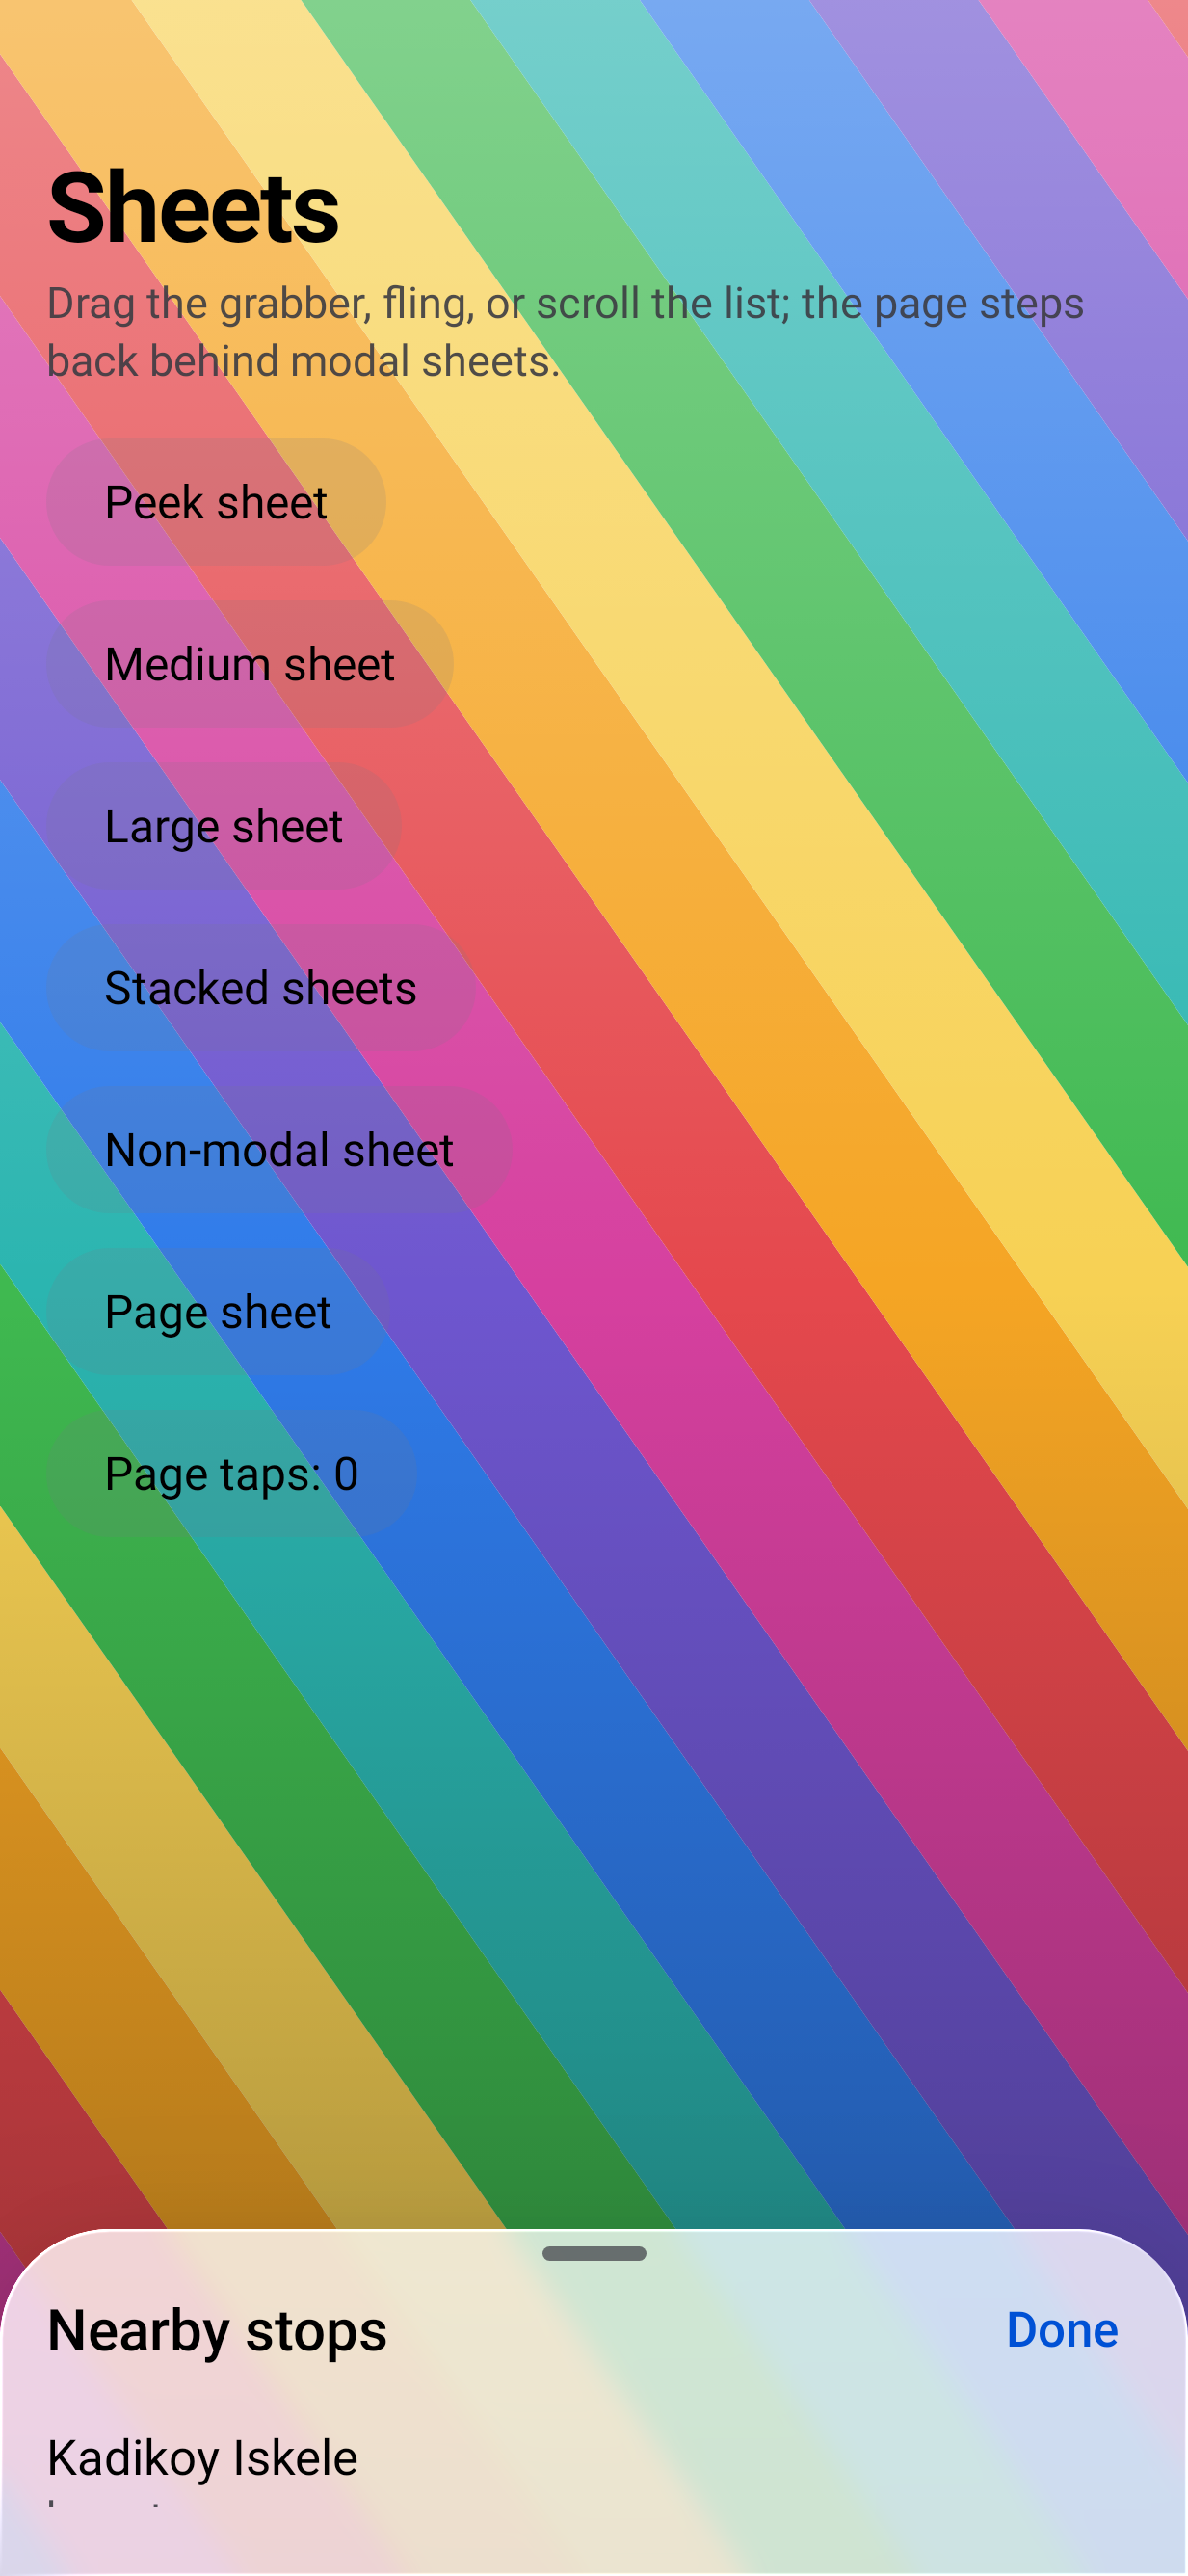 Sheets
Drag the grabber, fling, or scroll the list; the page steps
back behind modal sheets.
Peek sheet
Medium sheet
Large sheet
Stacked sheets
Non-modal sheet
Page sheet
Page taps: 0
Nearby stops
Done
Kadikoy Iskele